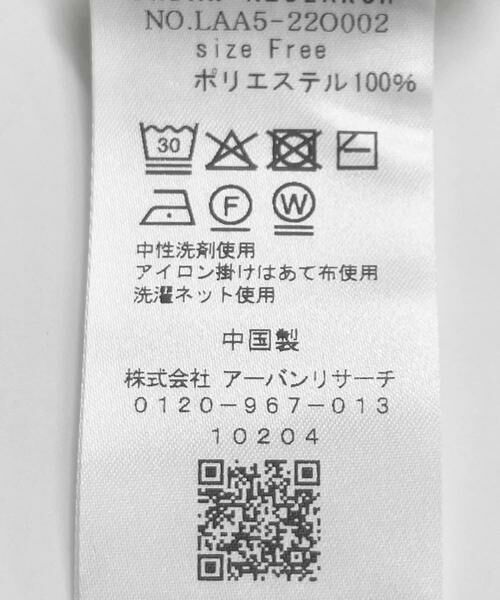 NO.LAA5-22O002
size Free
ポリエステル100%
30
F W
中性洗剤使用
アイロン掛けはあて布使用
洗濯ネット使用
中国製
株式会社 アーバンリサーチ
0120-967-013
10204